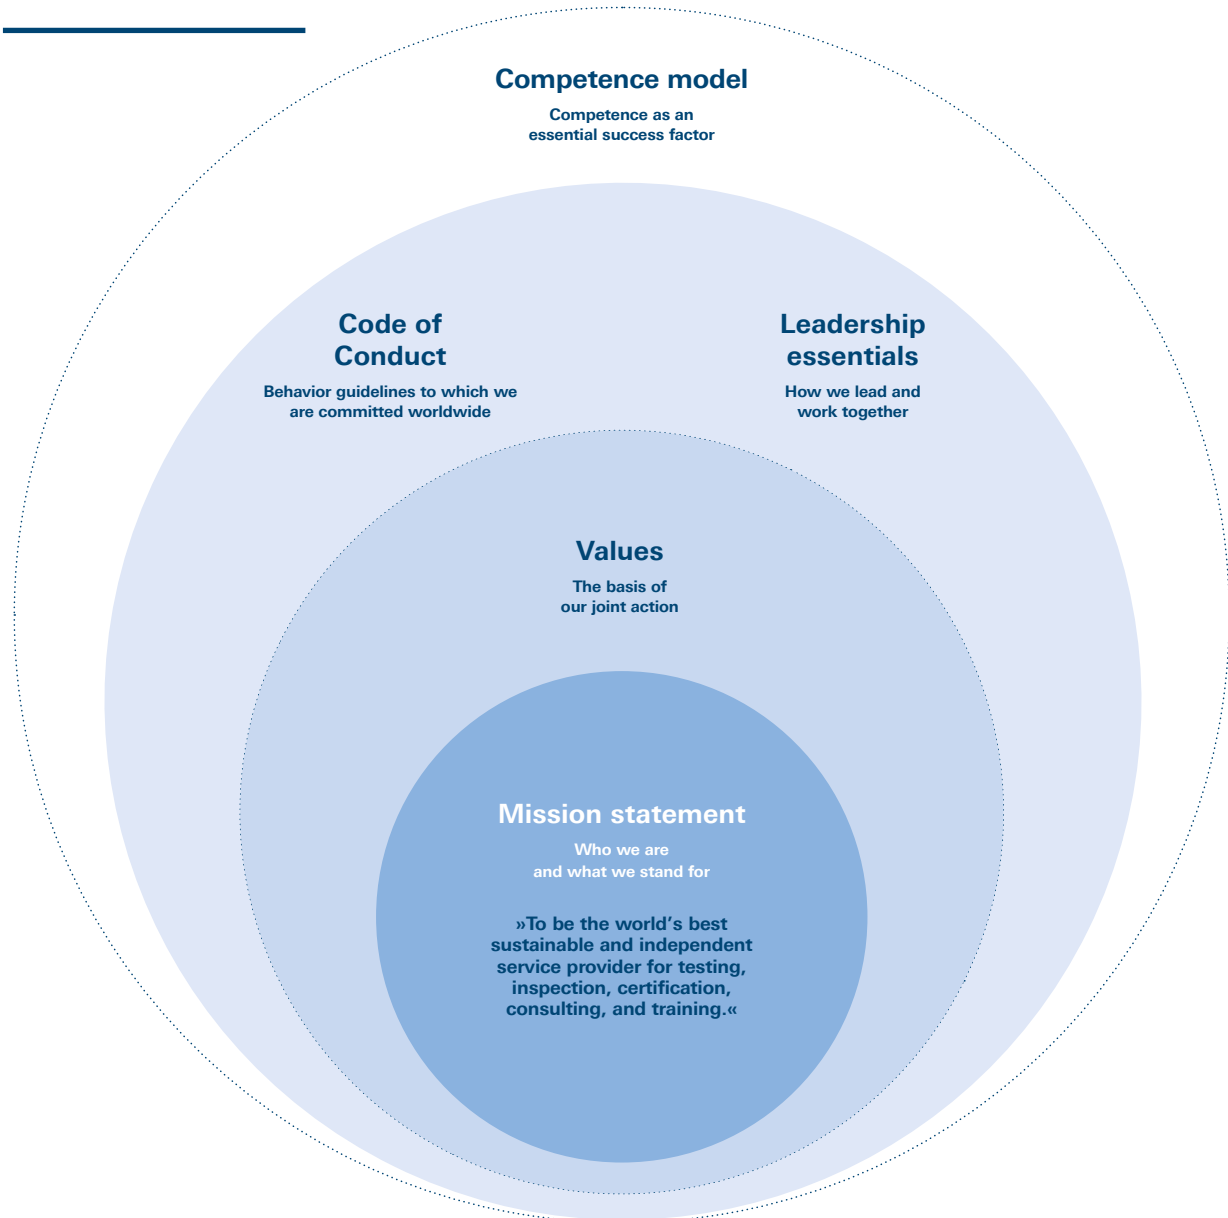 Competence model
Competence as an
essential success factor
Code of
Conduct
Behavior guidelines to which we
are committed worldwide
Leadership
essentials
How we lead and
work together
Values
The basis of
our joint action
Mission statement
Who we are
and what we stand for
»To be the world's best
sustainable and independent
service provider for testing,
inspection, certification,
consulting, and training.«